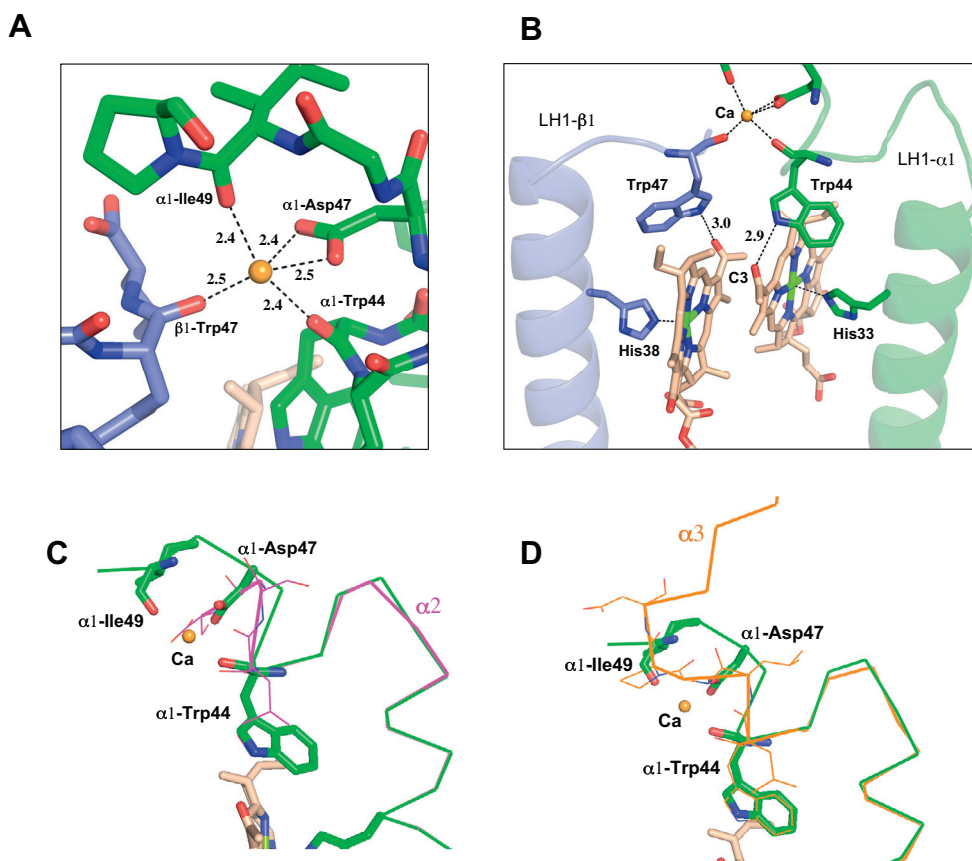 A
α1-Ile49
α1-Asp47
2.4
2.4
2.5
2.5
2.4
β1-Trp47
α1-Trp44
B
Ca
LH1-β1
LH1-α1
Trp47
Trp44
3.0
2.9
C3
His38
His33
C
α1-Asp47
α2
α1-Ile49
Ca
α1-Trp44
D
α3
α1-Asp47
α1-Ile49
Ca
α1-Trp44